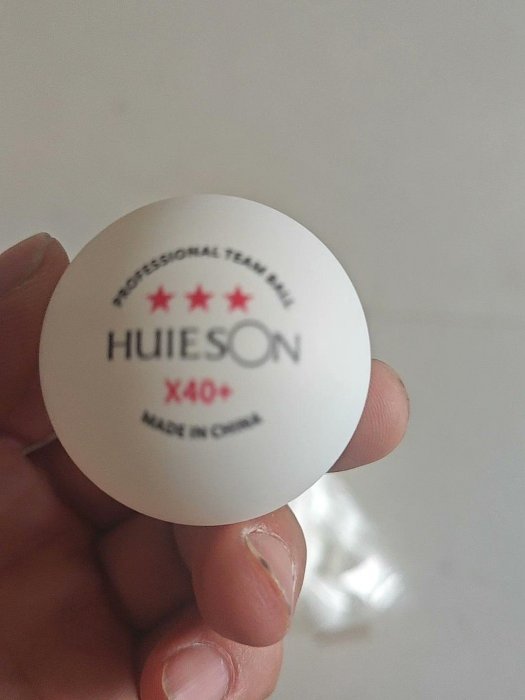 PROFESSIONAL TEAM BALL
HUIESON
X40+
MADE IN CHINA